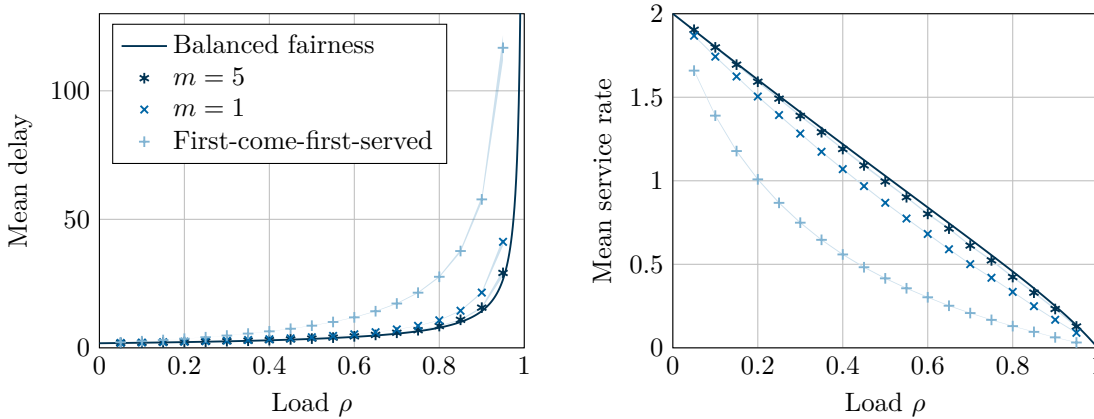 Balanced fairness
m = 5
m = 1
First-come-first-served
100
50
0
0 0.2 0.4 0.6 0.8 1
Mean delay
Load ρ
2
1.5
1
0.5
0
0 0.2 0.4 0.6 0.8 1
Mean service rate
Load ρ